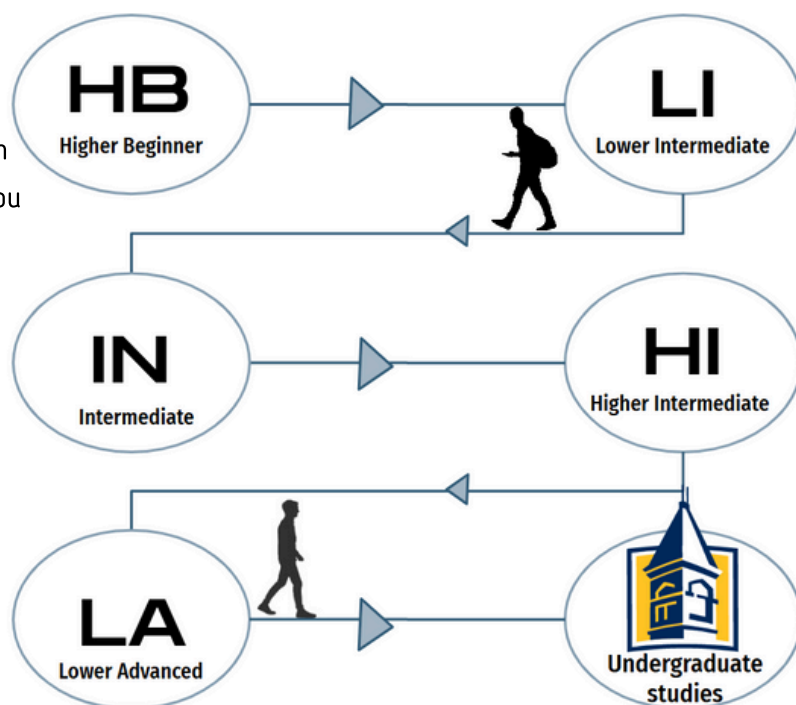 HB
Higher Beginner
LI
Lower Intermediate
IN
Intermediate
HI
Higher Intermediate
LA
Lower Advanced
Undergraduate
studies